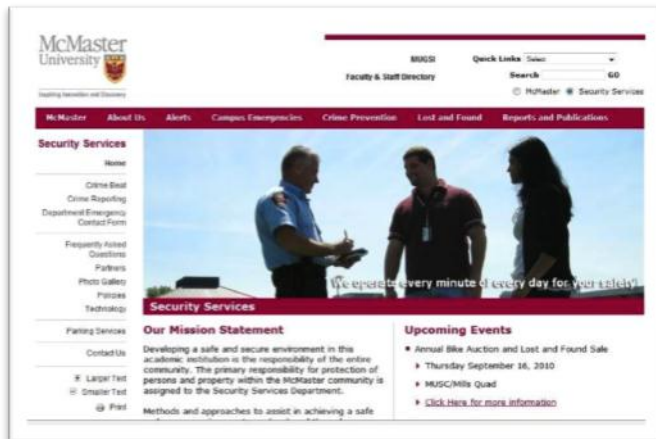 McMaster
University
Inspiring Innovation and Discovery
MUGSI
Quick Links Select
Faculty & Staff Directory
Search GO
McMaster Security Services
McMaster About Us Alerts Campus Emergencies Crime Prevention Lost and Found Reports and Publications
Security Services
Home
Crime Beat
Crime Reporting
Department Emergency
Contact Form
Frequently Asked
Questions
Partners
Photo Gallery
Policies
Technology
Parking Services
Contact Us
Larger Text
Smaller Text
Print
We operate every minute of every day for your safety!
Security Services
Our Mission Statement
Developing a safe and secure environment in this
academic institution is the responsibility of the entire
community. The primary responsibility for protection of
persons and property within the McMaster community is
assigned to the Security Services Department.
Methods and approaches to assist in achieving a safe
Upcoming Events
Annual Bike Auction and Lost and Found Sale
Thursday September 16, 2010
MUSC/Mills Quad
Click Here for more information